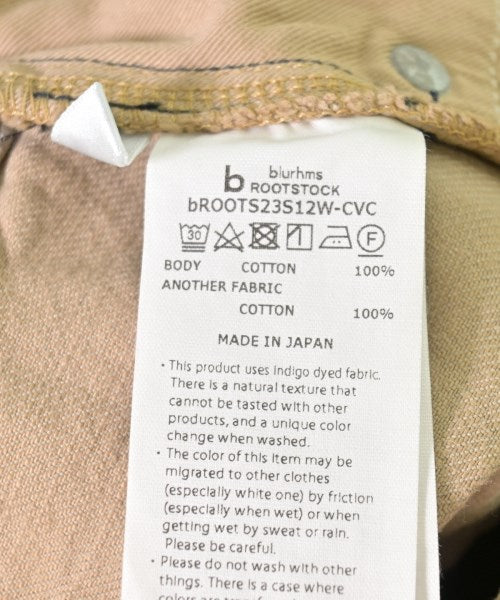 b blurhms
ROOTSTOCK
bROOTS23S12W-CVC
30 F
BODY COTTON 100%
ANOTHER FABRIC
COTTON 100%
MADE IN JAPAN
・This product uses indigo dyed fabric.
There is a natural texture that
cannot be tasted with other
products, and a unique color
change when washed.
・The color of this item may be
migrated to other clothes
(especially white one) by friction
(especially when wet) or when
getting wet by sweat or rain.
Please be careful.
・Please do not wash with other
things. There is a case where